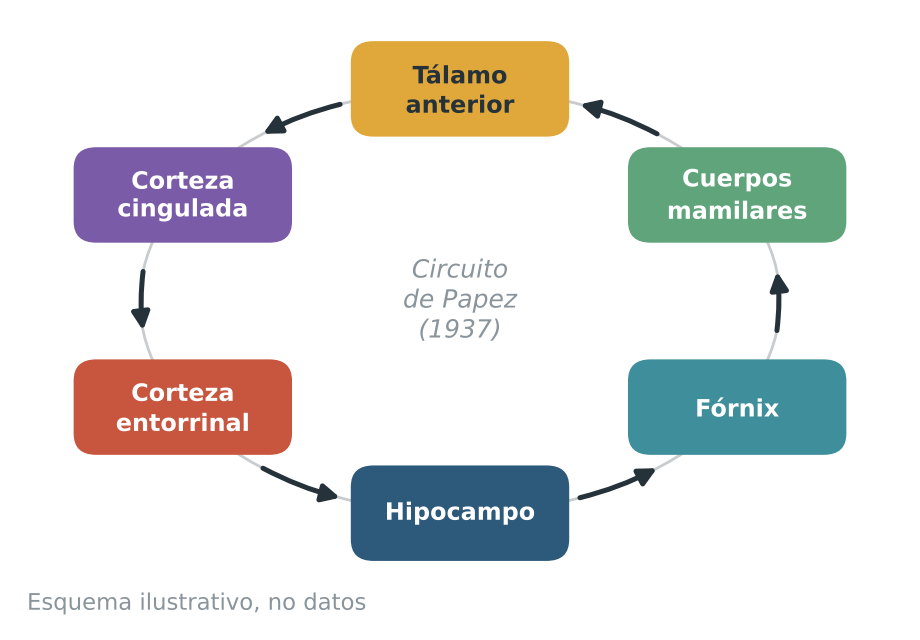 Tálamo
anterior
Corteza
cingulada
Cuerpos
mamilares
Circuito
de Papez
(1937)
Corteza
entorrinal
Fórnix
Hipocampo
Esquema ilustrativo, no datos